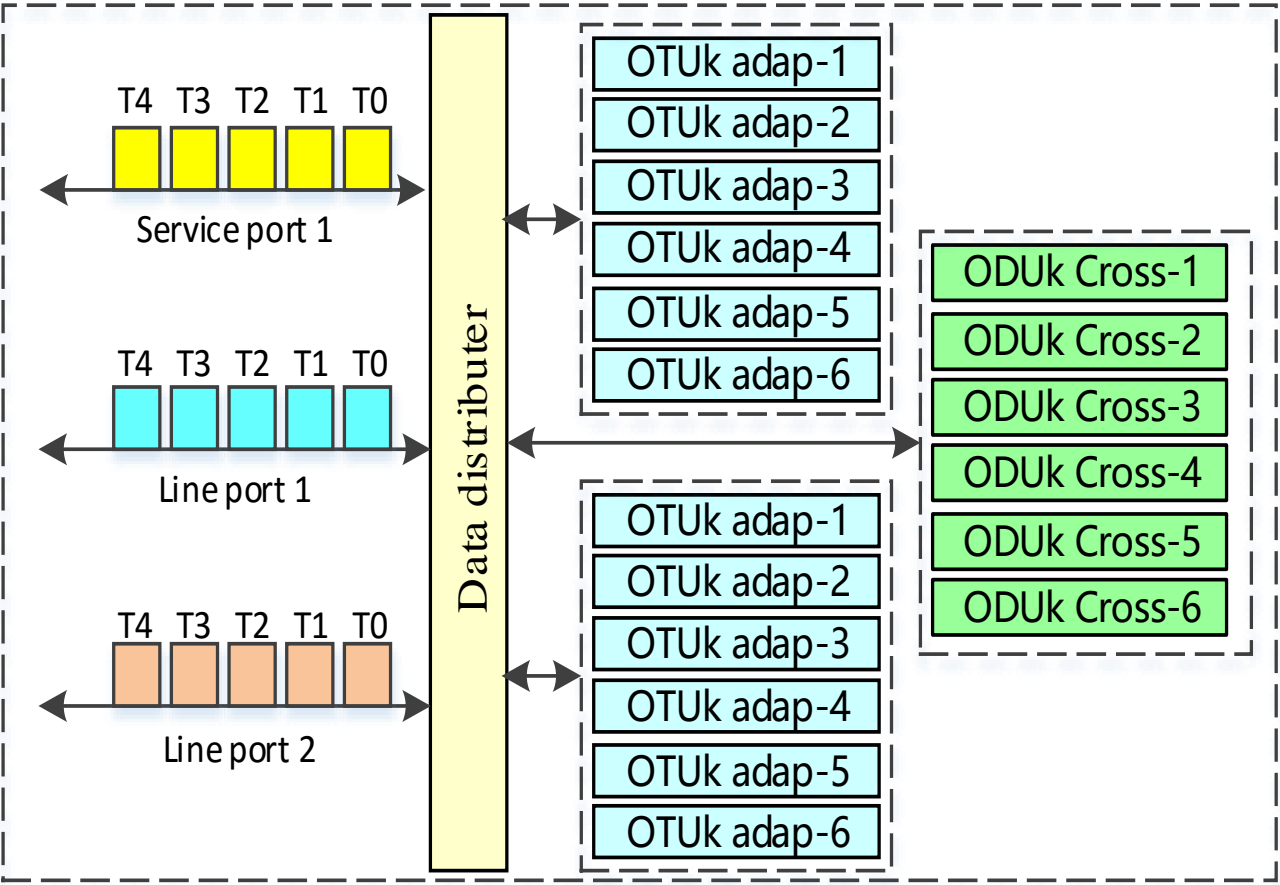 T4 T3 T2 T1 T0
Service port 1
T4 T3 T2 T1 T0
Line port 1
T4 T3 T2 T1 T0
Line port 2
Data distributer
OTUk adap-1
OTUk adap-2
OTUk adap-3
OTUk adap-4
OTUk adap-5
OTUk adap-6
OTUk adap-1
OTUk adap-2
OTUk adap-3
OTUk adap-4
OTUk adap-5
OTUk adap-6
ODUk Cross-1
ODUk Cross-2
ODUk Cross-3
ODUk Cross-4
ODUk Cross-5
ODUk Cross-6